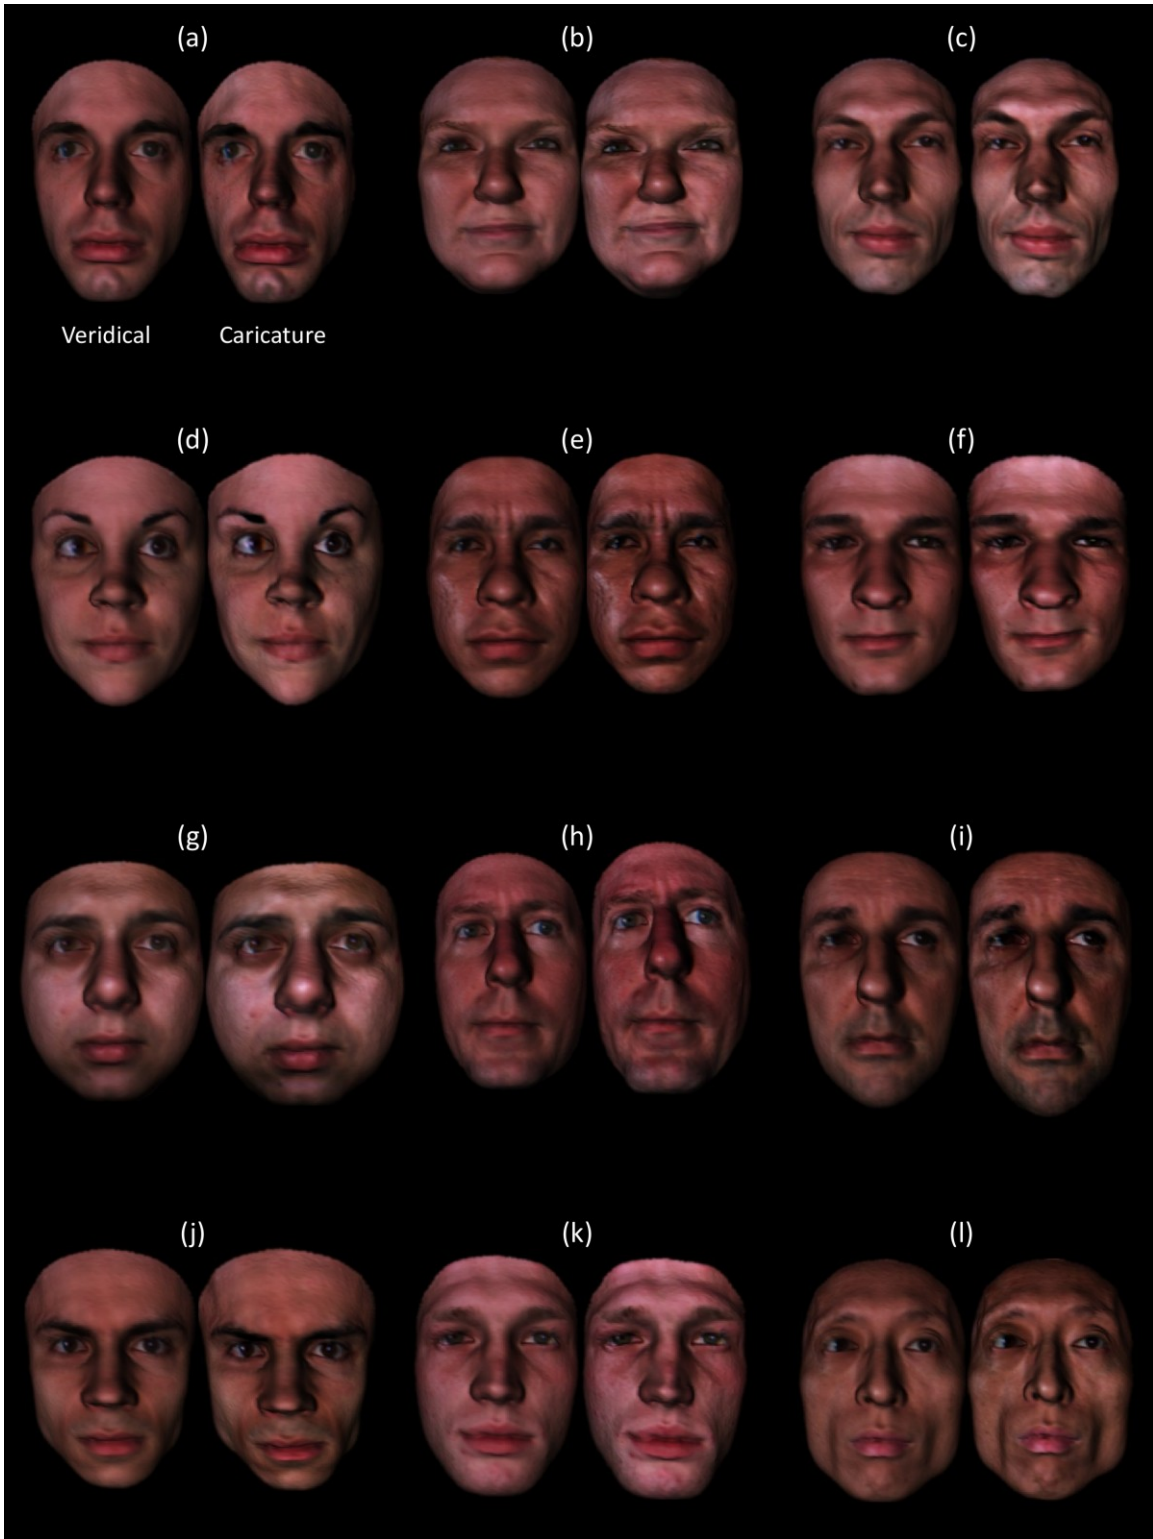 (a) (b) (c)
Veridical Caricature
(d) (e) (f)
(g) (h) (i)
(j) (k) (l)